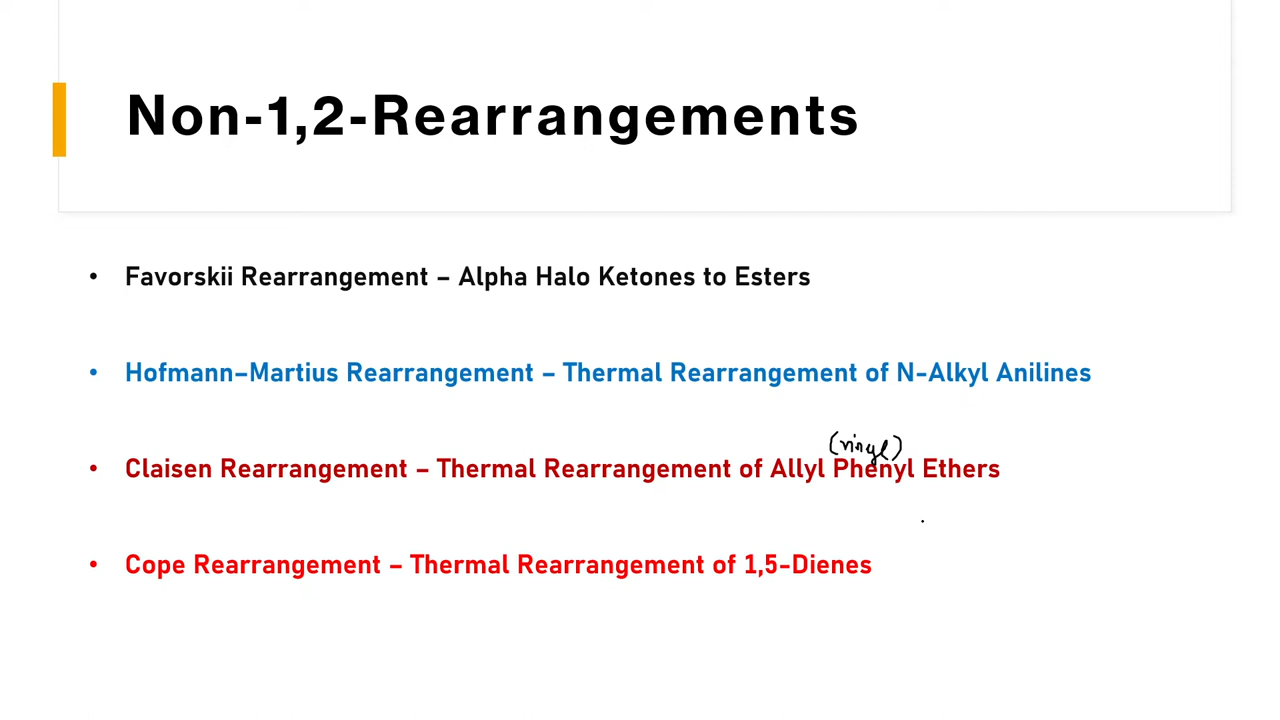 Non-1,2-Rearrangements
• Favorskii Rearrangement – Alpha Halo Ketones to Esters
• Hofmann–Martius Rearrangement – Thermal Rearrangement of N-Alkyl Anilines
(vinyl)
• Claisen Rearrangement – Thermal Rearrangement of Allyl Phenyl Ethers
• Cope Rearrangement – Thermal Rearrangement of 1,5-Dienes